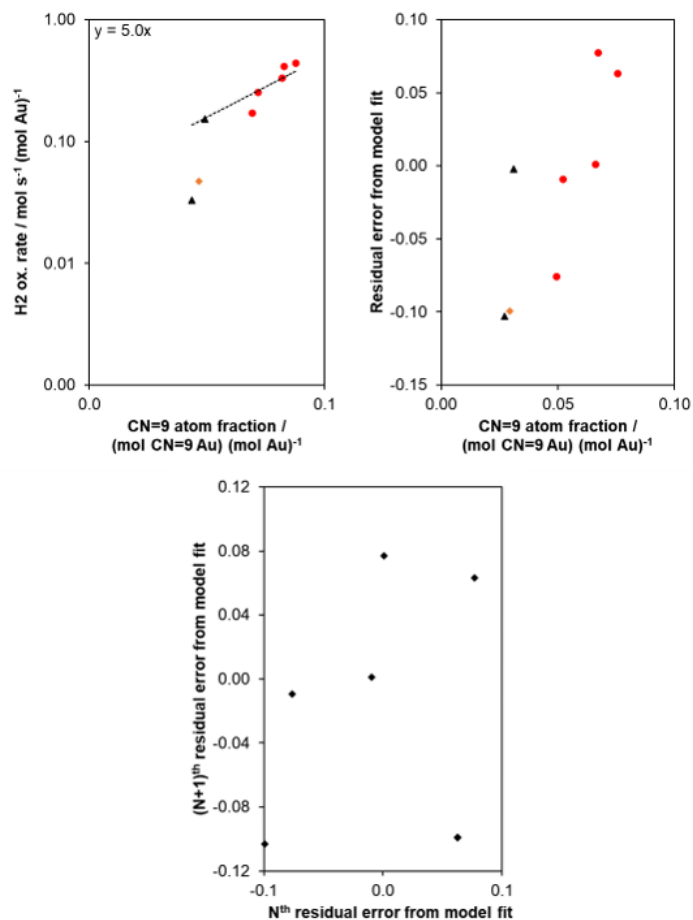 y = 5.0x
1.00
0.10
0.01
0.00
0.0
0.1
H2 ox. rate / mol s⁻¹ (mol Au)⁻¹
CN=9 atom fraction /
(mol CN=9 Au) (mol Au)⁻¹
0.10
0.05
0.00
-0.05
-0.10
-0.15
0.00
0.05
0.10
Residual error from model fit
CN=9 atom fraction /
(mol CN=9 Au) (mol Au)⁻¹
0.12
0.08
0.04
0.00
-0.04
-0.08
-0.12
-0.1
0.0
0.1
(N+1)ᵗʰ residual error from model fit
Nᵗʰ residual error from model fit